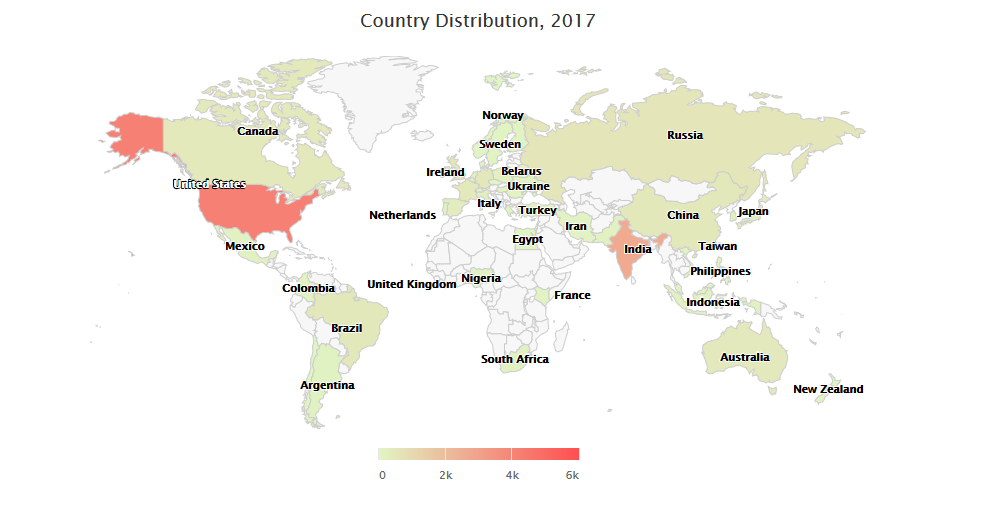 Country Distribution, 2017
Norway
Canada
Russia
Sweden
Ireland
Belarus
United States
Ukraine
Italy
Turkey
Japan
Netherlands
China
Iran
Egypt
Mexico
India
Taiwan
Philippines
Nigeria
United Kingdom
Colombia
France
Indonesia
Brazil
South Africa
Australia
Argentina
New Zealand
0 2k 4k 6k